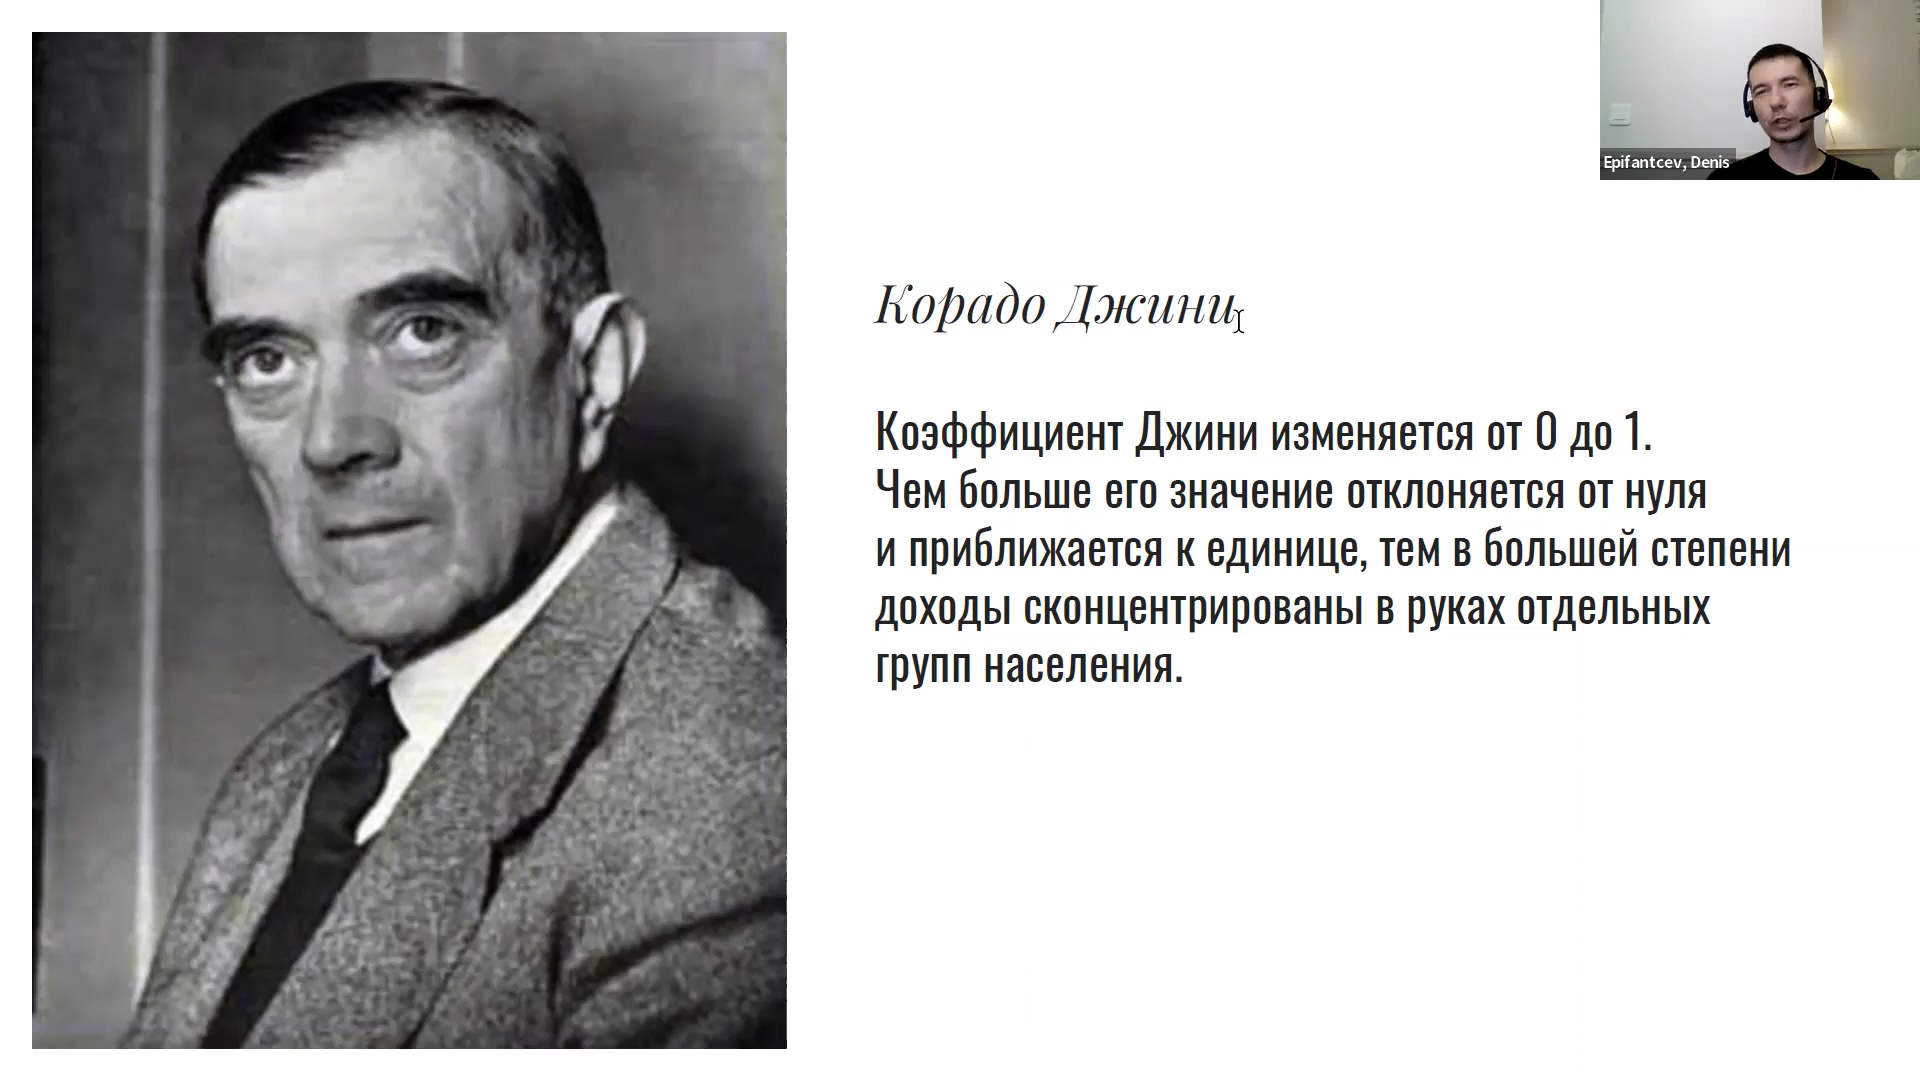 Epifantcev, Denis
Корадо Джини
Коэффициент Джини изменяется от 0 до 1.
Чем больше его значение отклоняется от нуля
и приближается к единице, тем в большей степени
доходы сконцентрированы в руках отдельных
групп населения.